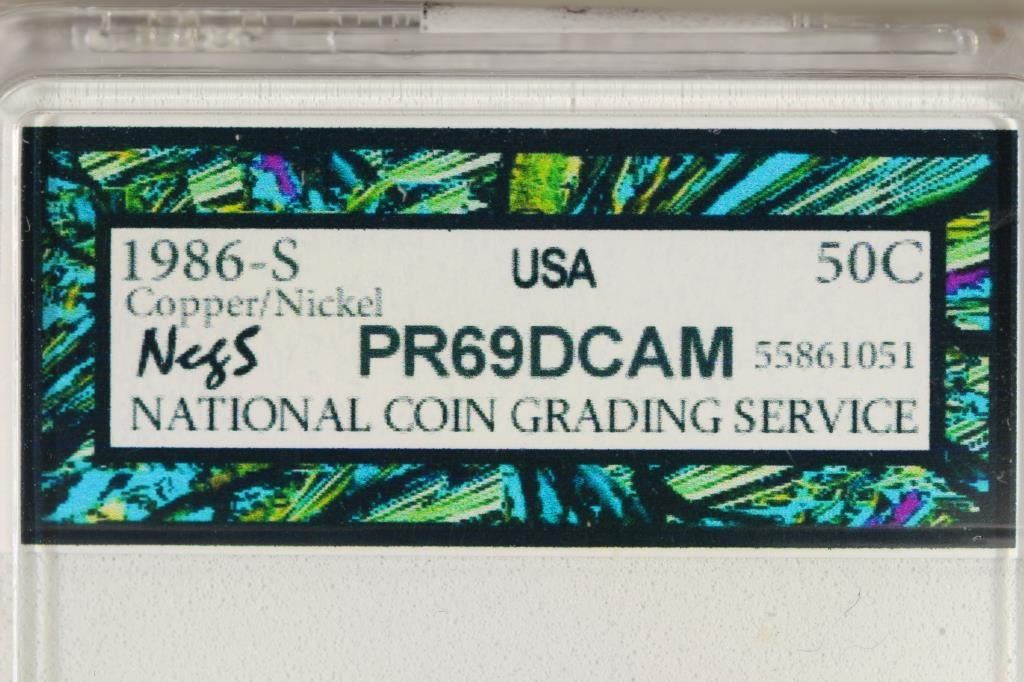 1986-S USA 50C
Copper/Nickel
NcgS PR69DCAM 55861051
NATIONAL COIN GRADING SERVICE